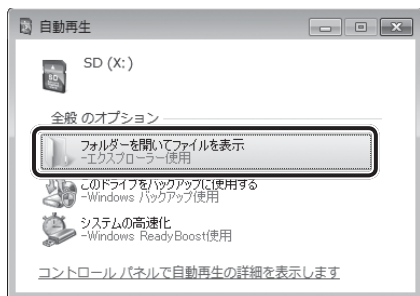 自動再生
SD (X:)
全般 のオプション
フォルダーを開いてファイルを表示
-エクスプローラー使用
このドライブをバックアップに使用する
-Windows バックアップ使用
システムの高速化
-Windows ReadyBoost使用
コントロール パネルで自動再生の詳細を表示します